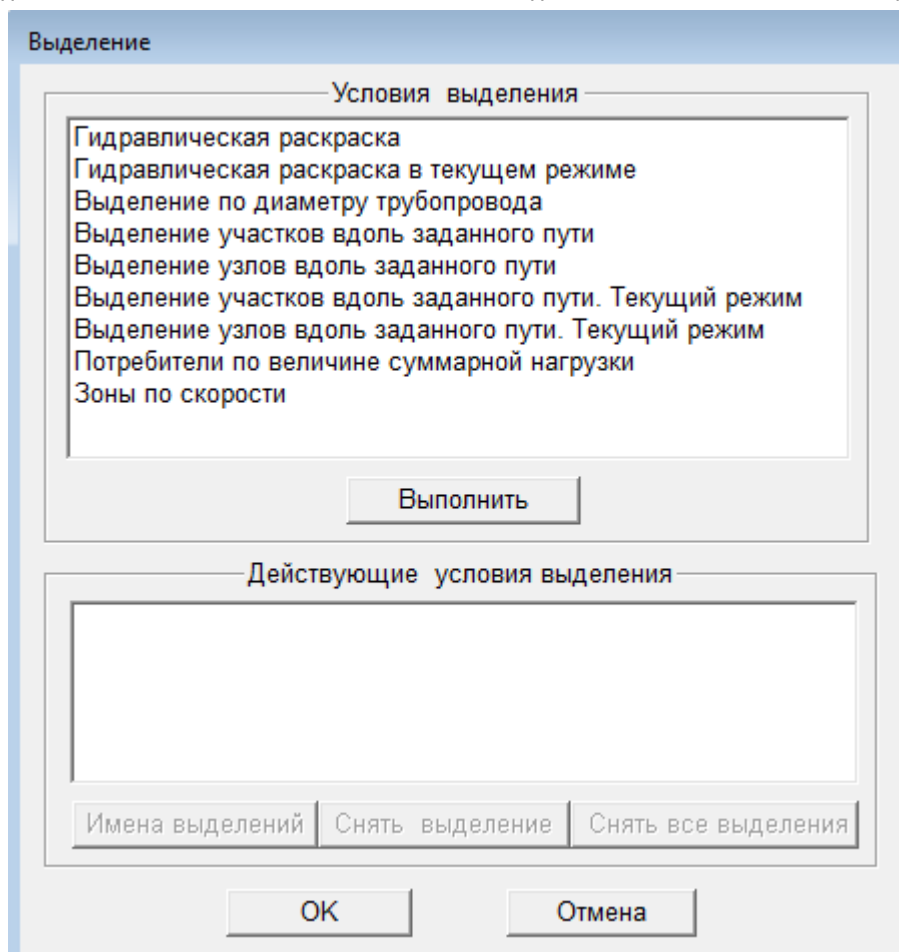 Выделение
Условия выделения
Гидравлическая раскраска
Гидравлическая раскраска в текущем режиме
Выделение по диаметру трубопровода
Выделение участков вдоль заданного пути
Выделение узлов вдоль заданного пути
Выделение участков вдоль заданного пути. Текущий режим
Выделение узлов вдоль заданного пути. Текущий режим
Потребители по величине суммарной нагрузки
Зоны по скорости
Выполнить
Действующие условия выделения
Имена выделений Снять выделение Снять все выделения
OK Отмена